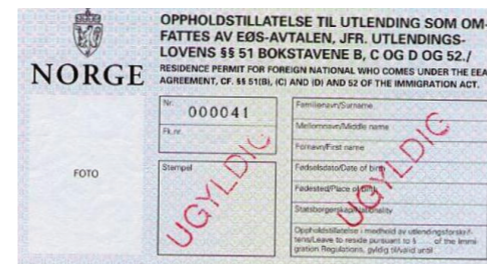 OPPHOLDSTILLATELSE TIL UTLENDING SOM OM-
FATTES AV EØS-AVTALEN, JFR. UTLENDINGS-
LOVENS §§ 51 BOKSTAVENE B, C OG D OG 52./
RESIDENCE PERMIT FOR FOREIGN NATIONAL WHO COMES UNDER THE EEA
AGREEMENT, CF. §§ 51(B), (C) AND (D) AND 52 OF THE IMMIGRATION ACT.
NORGE
Nr.
000041
Fk.nr.
Familienavn/Surname
Mellomnavn/Middle name
Fornavn/First name
FOTO
Stempel
Fødselsdato/Date of birth
Fødested/Place of birth
Statsborgerskap/Nationality
Oppholdstillatelse i medhold av utlendingsforskrif-
tens/Leave to reside pursuant to § of the Immi-
gration Regulations, gyldig til/valid until
UGYLDIG
UGYLDIG